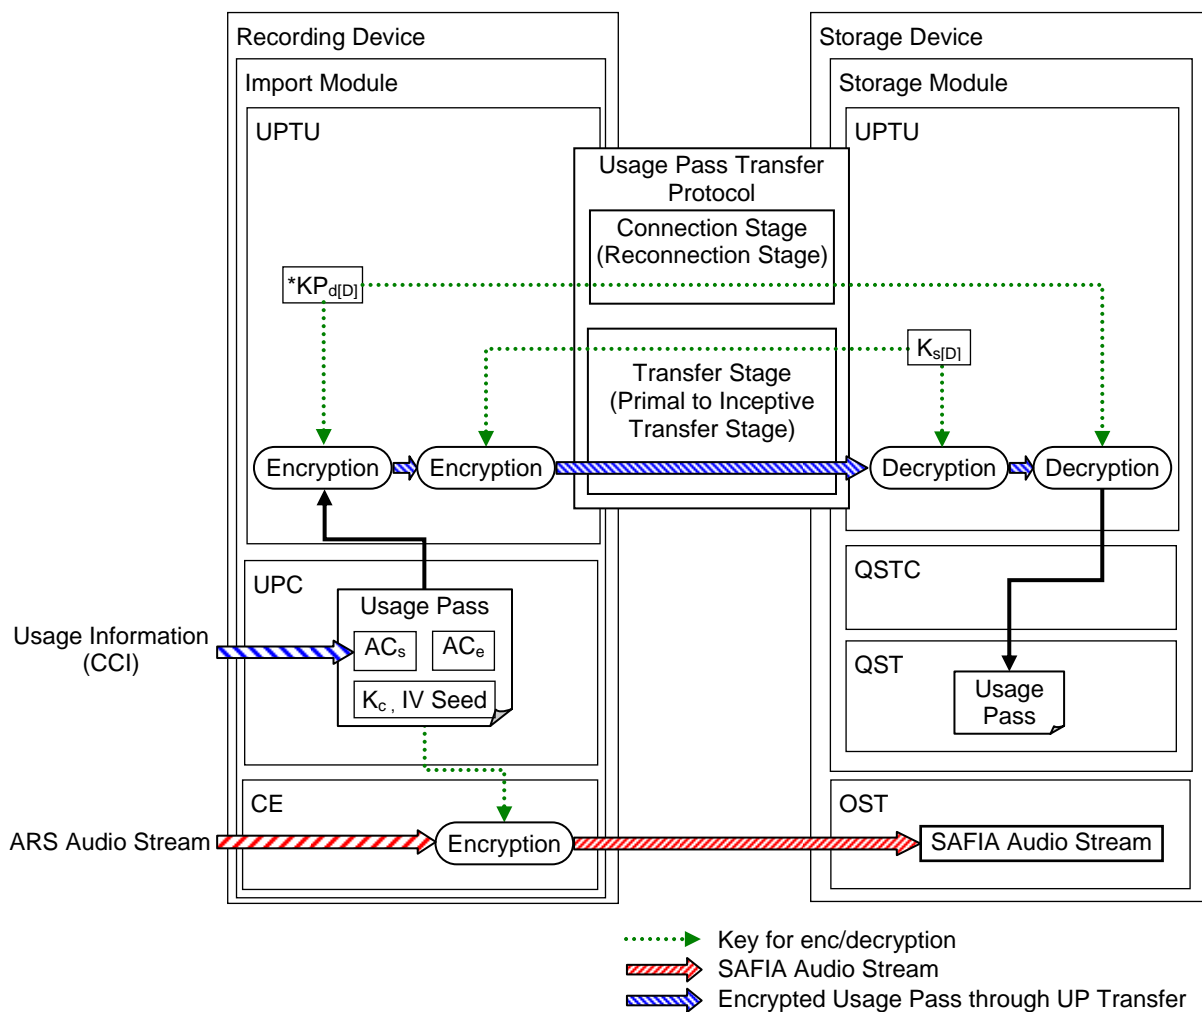 Recording Device
Storage Device
Import Module
Storage Module
UPTU
UPTU
Usage Pass Transfer
Protocol
Connection Stage
(Reconnection Stage)
*KPd[D]
Ks[D]
Transfer Stage
(Primal to Inceptive
Transfer Stage)
Encryption
Encryption
Decryption
Decryption
UPC
QSTC
Usage Pass
Usage Information
(CCI)
ACs
ACe
QST
Kc , IV Seed
Usage
Pass
CE
OST
ARS Audio Stream
Encryption
SAFIA Audio Stream
Key for enc/decryption
SAFIA Audio Stream
Encrypted Usage Pass through UP Transfer